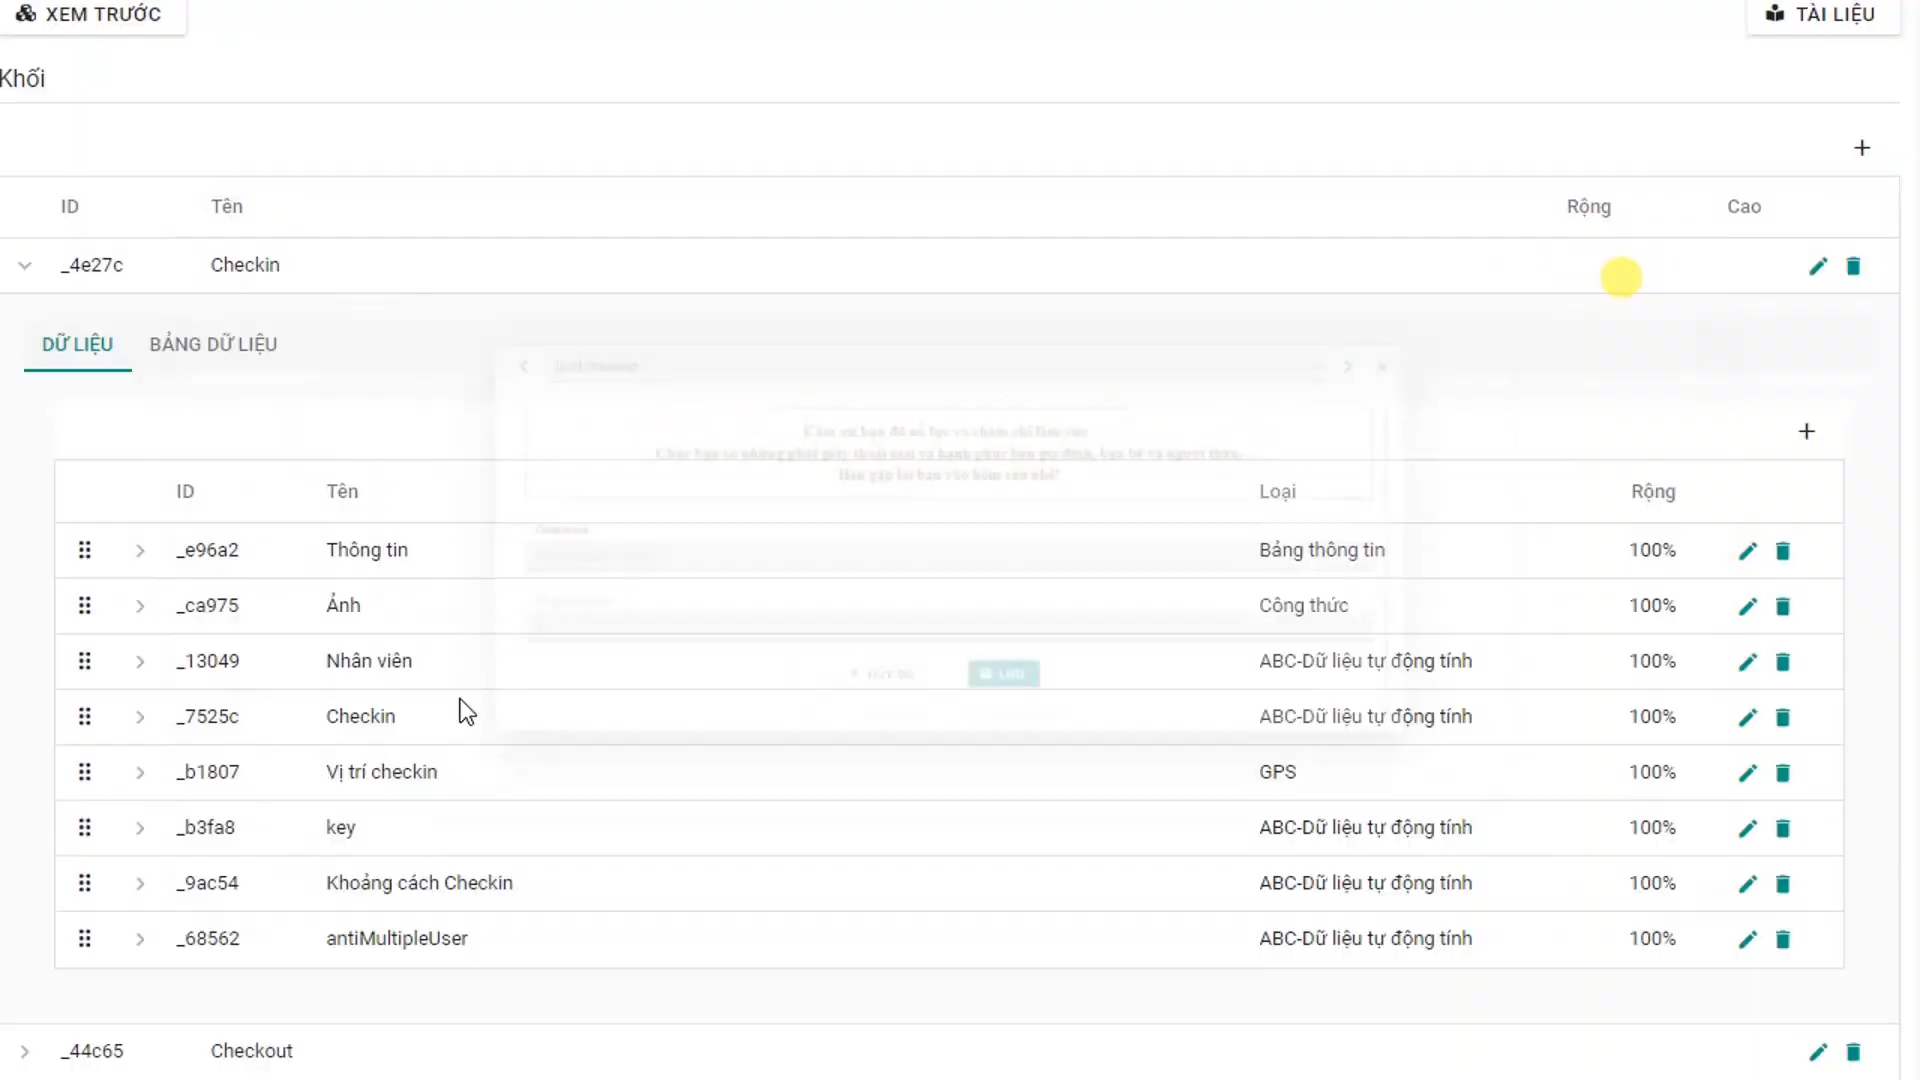 XEM TRƯỚC
TÀI LIỆU
Khối
ID Tên Rộng Cao
_4e27c Checkin
DỮ LIỆU BẢNG DỮ LIỆU
ID Tên Loại Rộng
_e96a2 Thông tin Bảng thông tin 100%
_ca975 Ảnh Công thức 100%
_13049 Nhân viên ABC-Dữ liệu tự động tính 100%
_7525c Checkin ABC-Dữ liệu tự động tính 100%
_b1807 Vị trí checkin GPS 100%
_b3fa8 key ABC-Dữ liệu tự động tính 100%
_9ac54 Khoảng cách Checkin ABC-Dữ liệu tự động tính 100%
_68562 antiMultipleUser ABC-Dữ liệu tự động tính 100%
_44c65 Checkout